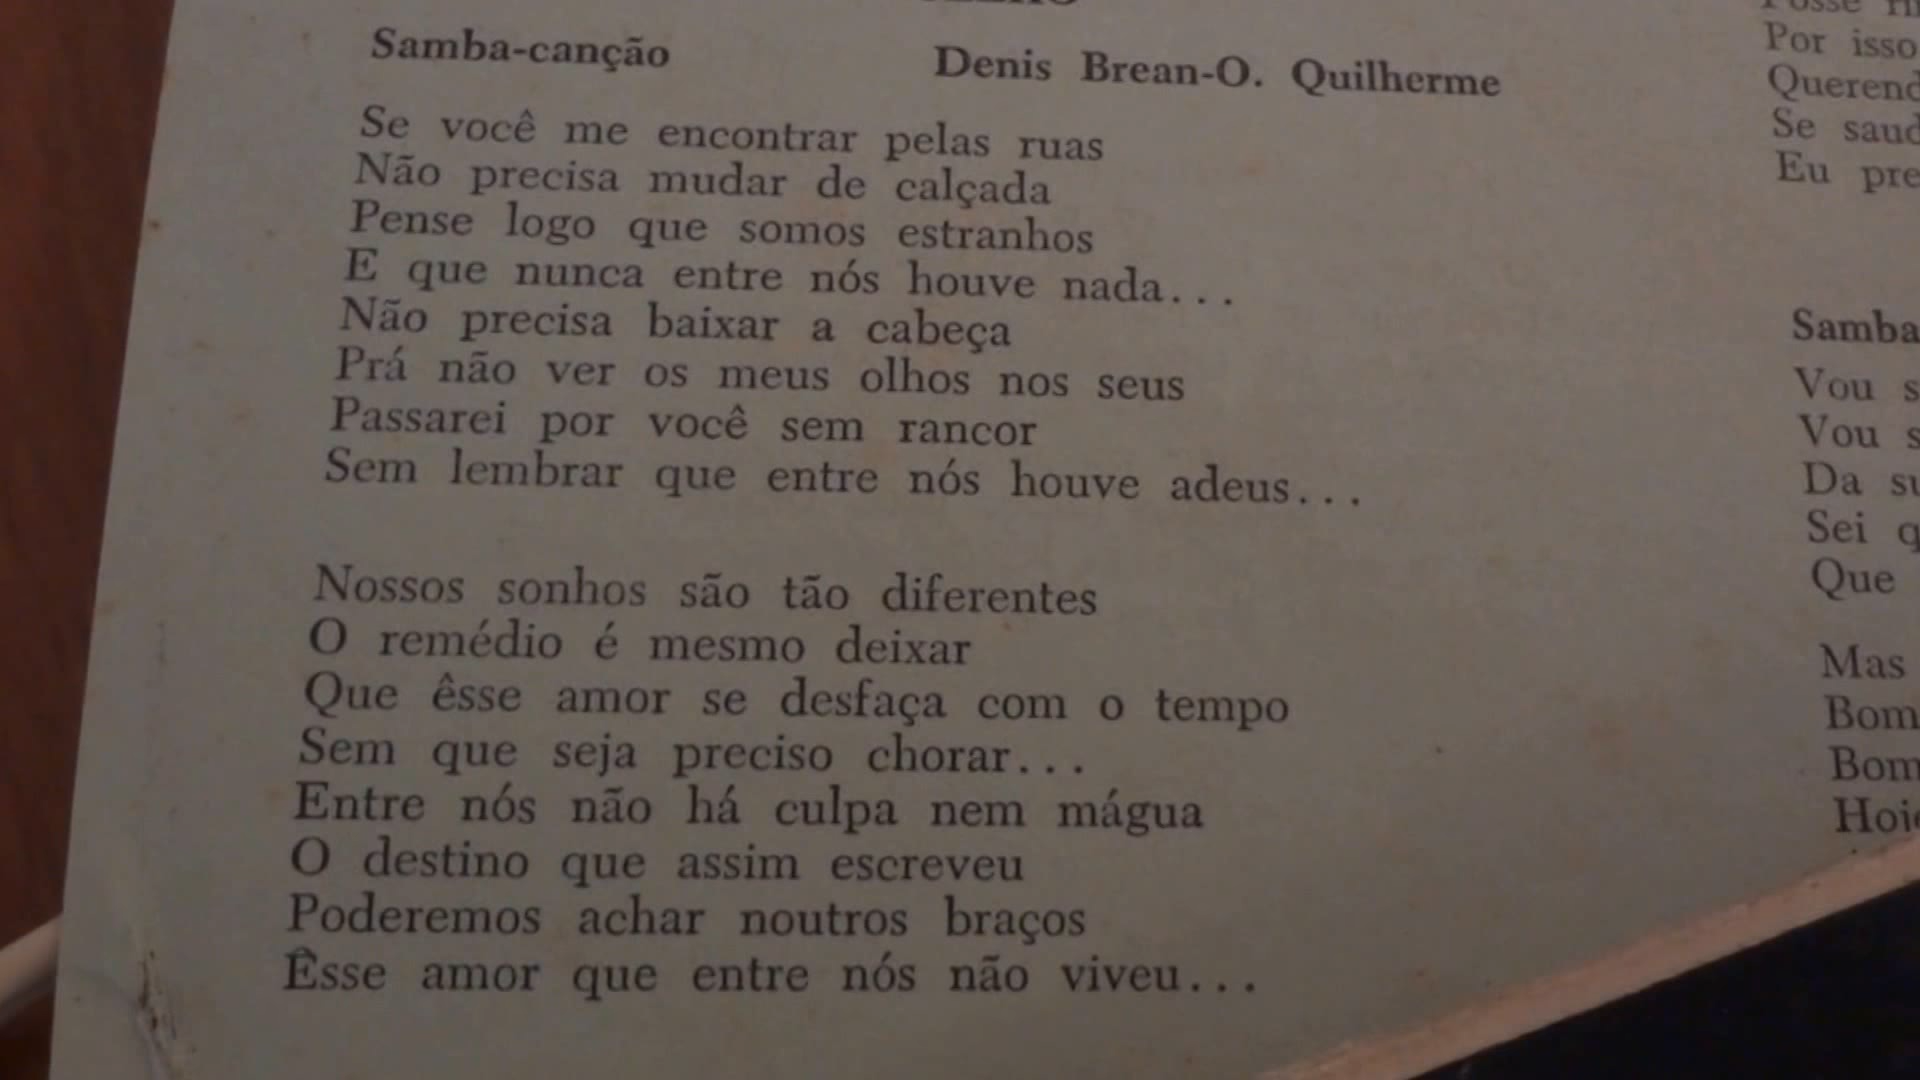 Samba-canção Denis Brean-O. Quilherme
Se você me encontrar pelas ruas
Não precisa mudar de calçada
Pense logo que somos estranhos
E que nunca entre nós houve nada...
Não precisa baixar a cabeça
Prá não ver os meus olhos nos seus
Passarei por você sem rancor
Sem lembrar que entre nós houve adeus...
Nossos sonhos são tão diferentes
O remédio é mesmo deixar
Que êsse amor se desfaça com o tempo
Sem que seja preciso chorar...
Entre nós não há culpa nem mágua
O destino que assim escreveu
Poderemos achar noutros braços
Êsse amor que entre nós não viveu...
Por isso
Se
Eu
Samba
Vou
Vou
Da
Sei
Que
Mas
Bom
Bom